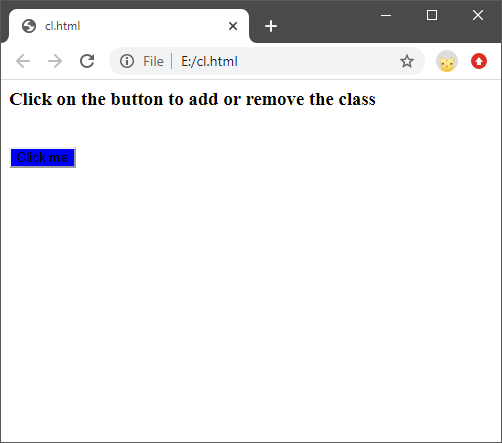 cl.html
File E:/cl.html
Click on the button to add or remove the class
Click me